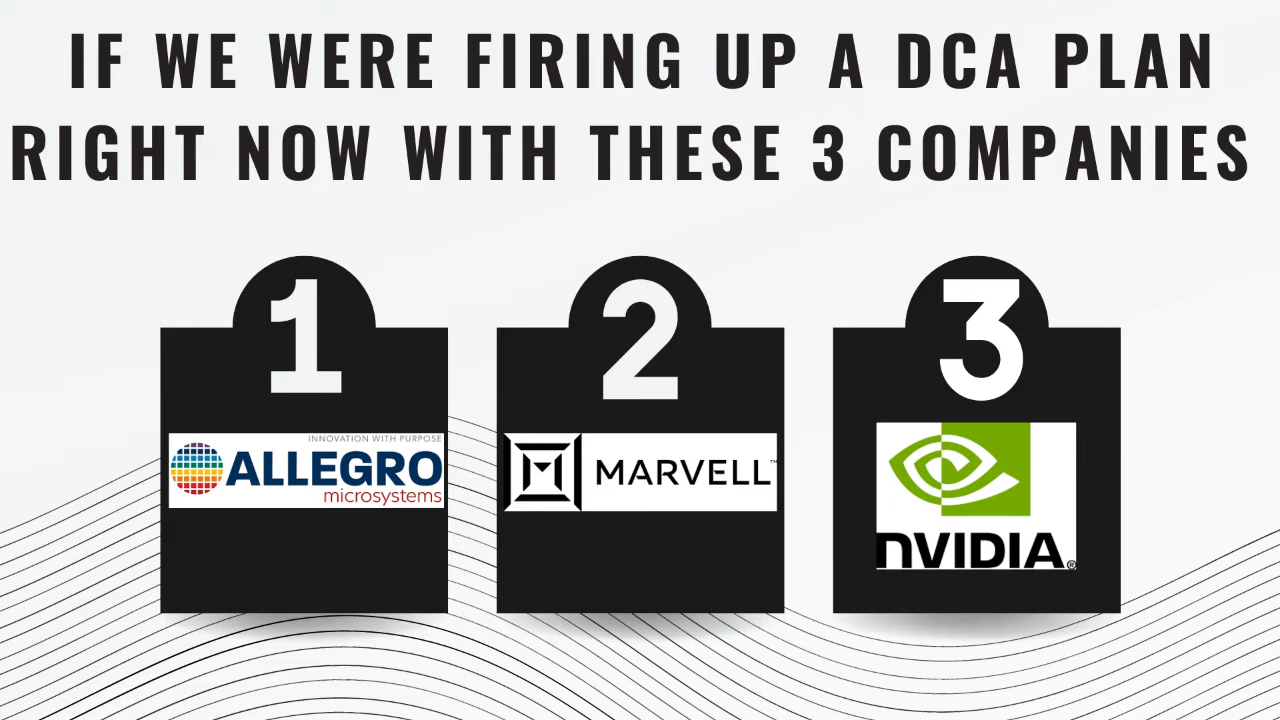 IF WE WERE FIRING UP A DCA PLAN
RIGHT NOW WITH THESE 3 COMPANIES
1
2
3
INNOVATION WITH PURPOSE
ALLEGRO
microsystems
MARVELL™
NVIDIA®